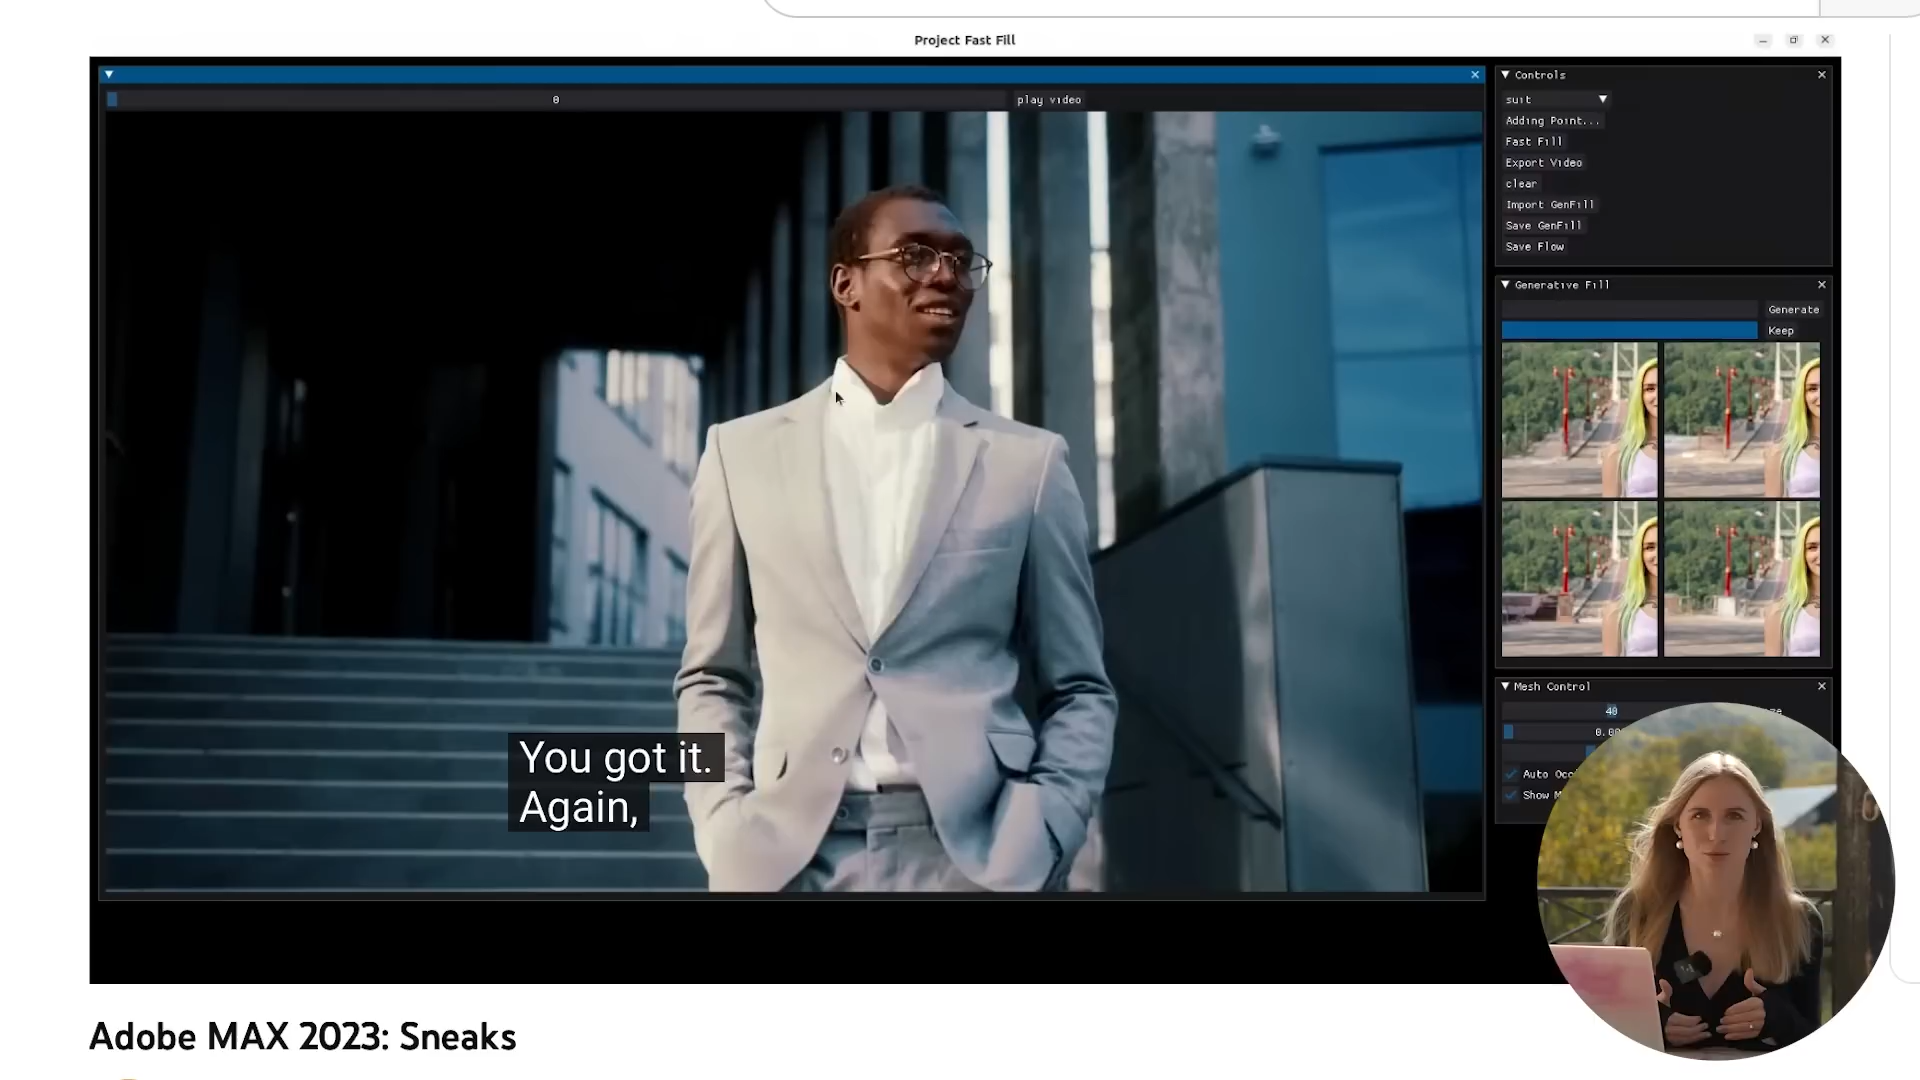 Project Fast Fill
0
play video
Controls
suit
Adding Point...
Fast Fill
Export Video
clear
Import GenFill
Save GenFill
Save Flow
Generative Fill
Generate
Keep
Mesh Control
40
Show
You got it.
Again,
Adobe MAX 2023: Sneaks